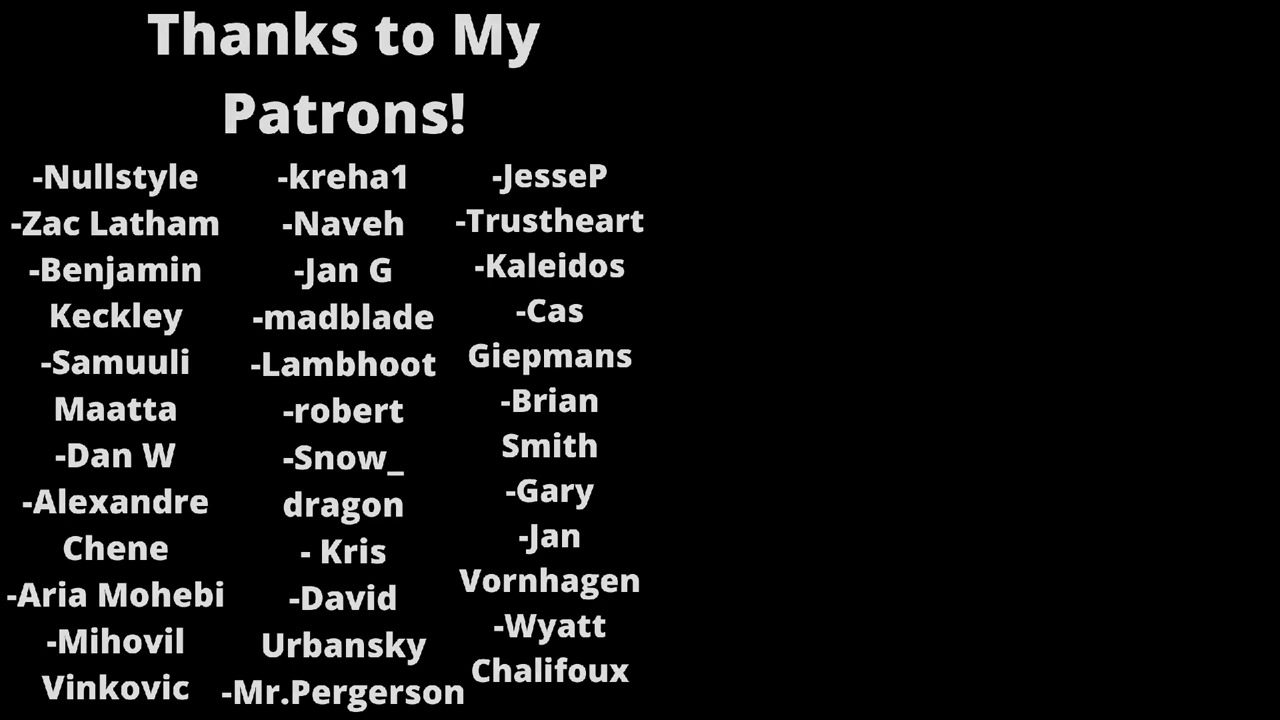 Thanks to My
Patrons!
-Nullstyle
-Zac Latham
-Benjamin
Keckley
-Samuuli
Maatta
-Dan W
-Alexandre
Chene
-Aria Mohebi
-Mihovil
Vinkovic
-kreha1
-Naveh
-Jan G
-madblade
-Lambhoot
-robert
-Snow_
dragon
- Kris
-David
Urbansky
-Mr.Pergerson
-JesseP
-Trustheart
-Kaleidos
-Cas
Giepmans
-Brian
Smith
-Gary
-Jan
Vornhagen
-Wyatt
Chalifoux